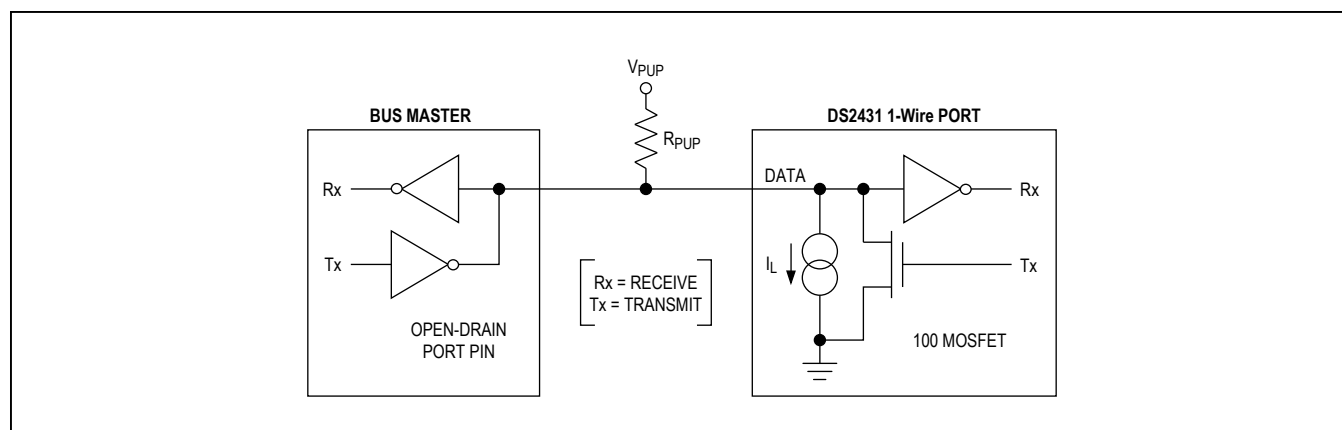 VPUP
BUS MASTER
DS2431 1-Wire PORT
RPUP
Rx
DATA
Rx
Tx
IL
Tx
Rx = RECEIVE
Tx = TRANSMIT
OPEN-DRAIN
PORT PIN
100 MOSFET